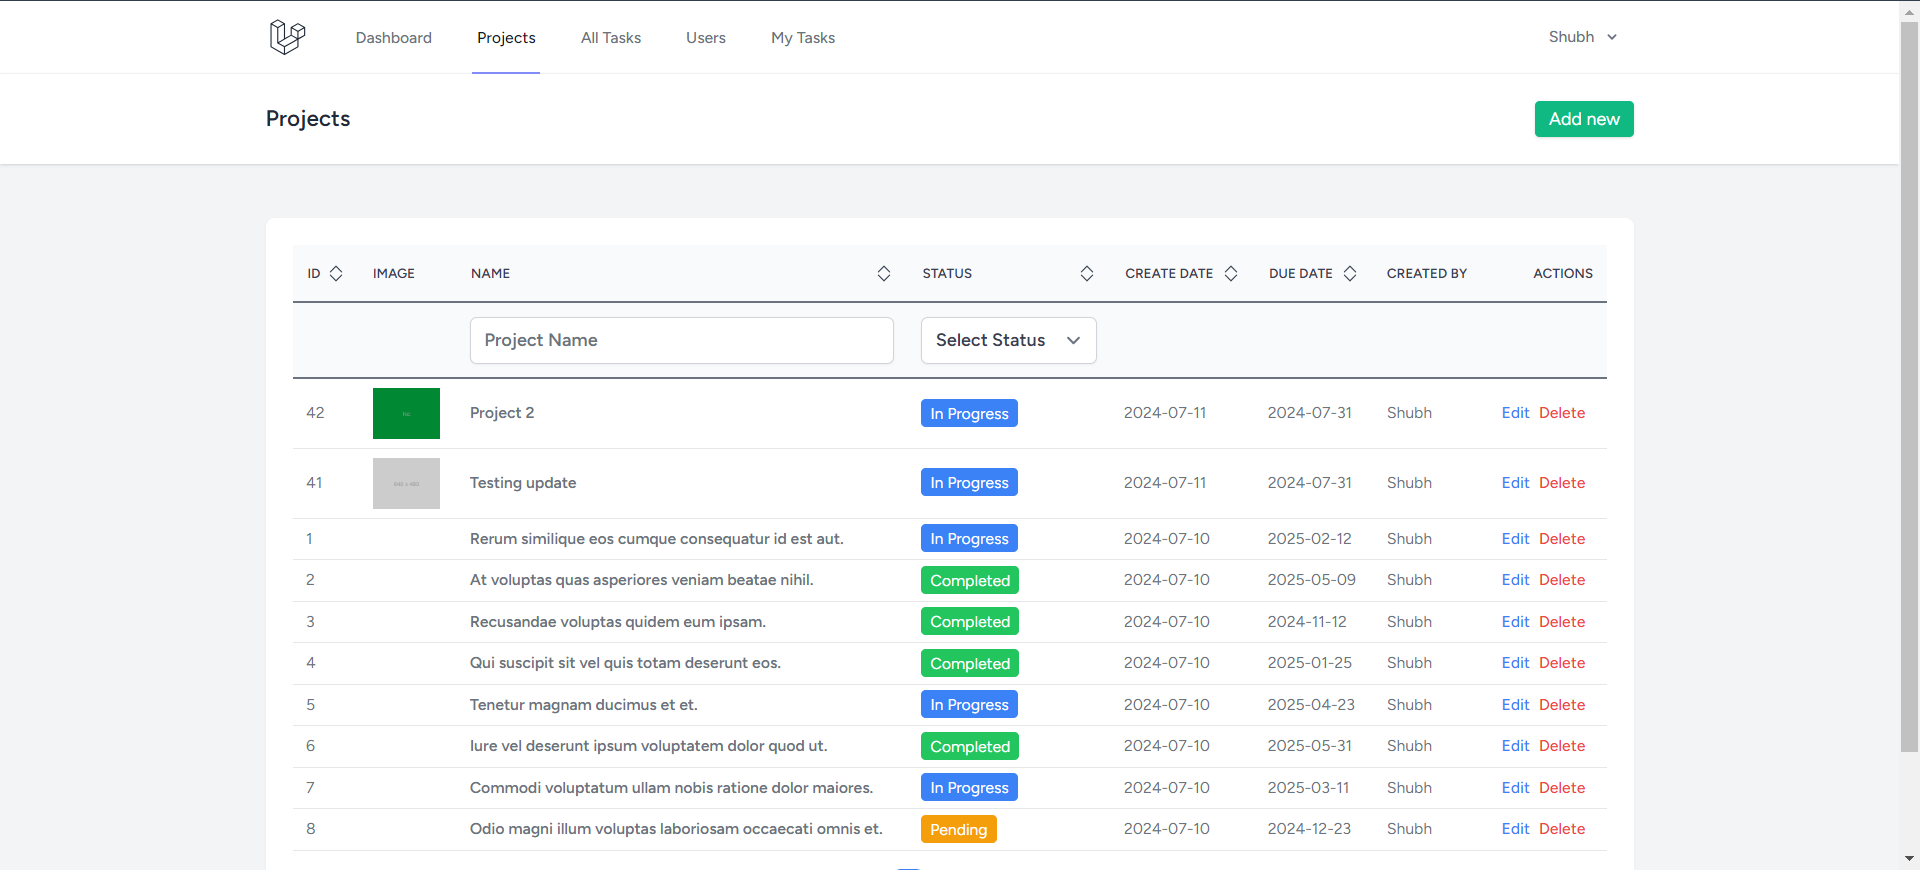 Dashboard Projects All Tasks Users My Tasks Shubh
Projects Add new
ID IMAGE NAME STATUS CREATE DATE DUE DATE CREATED BY ACTIONS
Project Name Select Status
42 Project 2 In Progress 2024-07-11 2024-07-31 Shubh Edit Delete
41 640 x 480 Testing update In Progress 2024-07-11 2024-07-31 Shubh Edit Delete
1 Rerum similique eos cumque consequatur id est aut. In Progress 2024-07-10 2025-02-12 Shubh Edit Delete
2 At voluptas quas asperiores veniam beatae nihil. Completed 2024-07-10 2025-05-09 Shubh Edit Delete
3 Recusandae voluptas quidem eum ipsam. Completed 2024-07-10 2024-11-12 Shubh Edit Delete
4 Qui suscipit sit vel quis totam deserunt eos. Completed 2024-07-10 2025-01-25 Shubh Edit Delete
5 Tenetur magnam ducimus et et. In Progress 2024-07-10 2025-04-23 Shubh Edit Delete
6 Iure vel deserunt ipsum voluptatem dolor quod ut. Completed 2024-07-10 2025-05-31 Shubh Edit Delete
7 Commodi voluptatum ullam nobis ratione dolor maiores. In Progress 2024-07-10 2025-03-11 Shubh Edit Delete
8 Odio magni illum voluptas laboriosam occaecati omnis et. Pending 2024-07-10 2024-12-23 Shubh Edit Delete